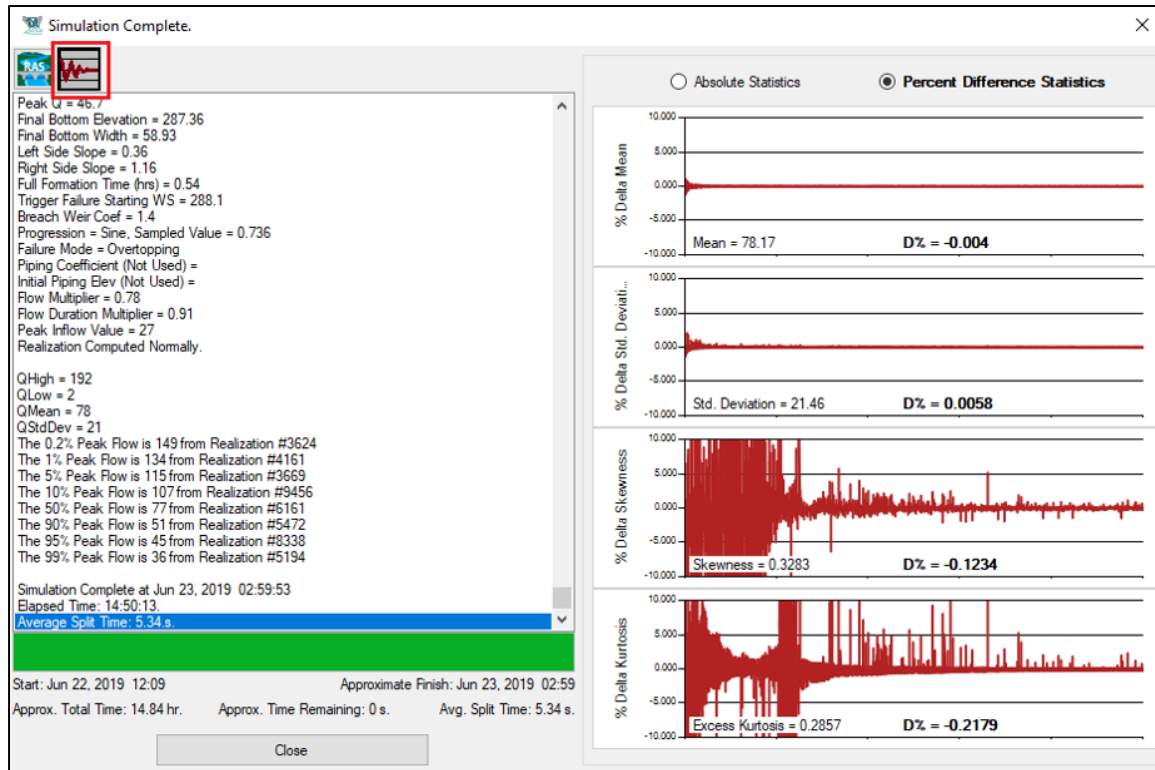 Simulation Complete.
RAS
Peak Q = 46.7
Final Bottom Elevation = 287.36
Final Bottom Width = 58.93
Left Side Slope = 0.36
Right Side Slope = 1.16
Full Formation Time (hrs) = 0.54
Trigger Failure Starting WS = 288.1
Breach Weir Coef = 1.4
Progression = Sine, Sampled Value = 0.736
Failure Mode = Overtopping
Piping Coefficient (Not Used) =
Initial Piping Elev (Not Used) =
Flow Multiplier = 0.78
Flow Duration Multiplier = 0.91
Peak Inflow Value = 27
Realization Computed Normally.
QHigh = 192
QLow = 2
QMean = 78
QStdDev = 21
The 0.2% Peak Flow is 149 from Realization #3624
The 1% Peak Flow is 134 from Realization #4161
The 5% Peak Flow is 115 from Realization #3669
The 10% Peak Flow is 107 from Realization #9456
The 50% Peak Flow is 77 from Realization #6161
The 90% Peak Flow is 51 from Realization #5472
The 95% Peak Flow is 45 from Realization #8338
The 99% Peak Flow is 36 from Realization #5194
Simulation Complete at Jun 23, 2019 02:59:53
Elapsed Time: 14:50:13.
Average Split Time: 5.34.s.
Start: Jun 22, 2019 12:09 Approximate Finish: Jun 23, 2019 02:59
Approx. Total Time: 14.84 hr. Approx. Time Remaining: 0 s. Avg. Split Time: 5.34 s.
Close
Absolute Statistics Percent Difference Statistics
% Delta Mean
10.000
5.000
0.000
-5.000
-10.000
Mean = 78.17 D% = -0.004
% Delta Std. Deviati...
10.000
5.000
0.000
-5.000
-10.000
Std. Deviation = 21.46 D% = 0.0058
% Delta Skewness
10.000
5.000
0.000
-5.000
-10.000
Skewness = 0.3283 D% = -0.1234
% Delta Kurtosis
10.000
5.000
0.000
-5.000
-10.000
Excess Kurtosis = 0.2857 D% = -0.2179